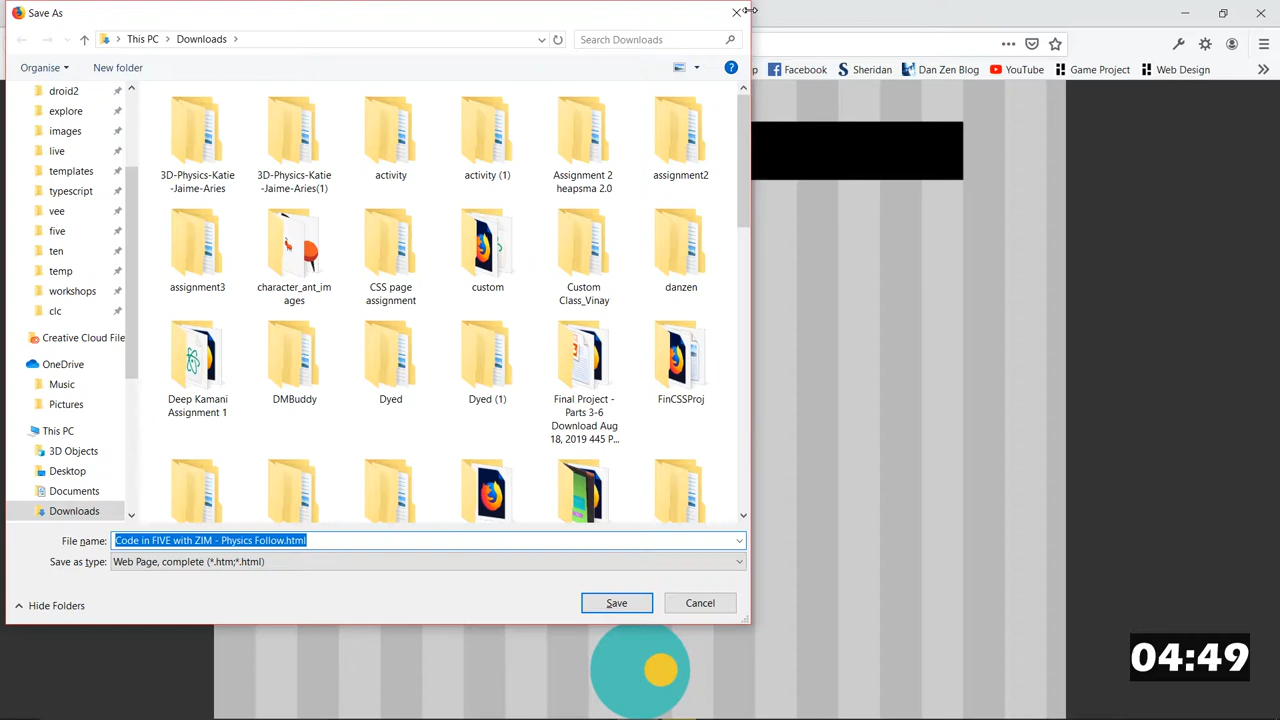 Save As
This PC
Downloads
Search Downloads
Organise
New folder
?
Facebook
Sheridan
Dan Zen Blog
YouTube
Game Project
Web Design
droid2
explore
images
live
templates
typescript
vee
five
ten
temp
workshops
clc
Creative Cloud File
OneDrive
Music
Pictures
This PC
3D Objects
Desktop
Documents
Downloads
3D-Physics-Katie
-Jaime-Aries
3D-Physics-Katie
-Jaime-Aries(1)
activity
activity (1)
Assignment 2
heapsma 2.0
assignment2
assignment3
character_ant_im
ages
CSS page
assignment
custom
Custom
Class_Vinay
danzen
Deep Kamani
Assignment 1
DMBuddy
Dyed
Dyed (1)
Final Project -
Parts 3-6
Download Aug
18, 2019 445 P...
FinCSSProj
File name:
Code in FIVE with ZIM - Physics Follow.html
Save as type:
Web Page, complete (*.htm;*.html)
Hide Folders
Save
Cancel
04:49